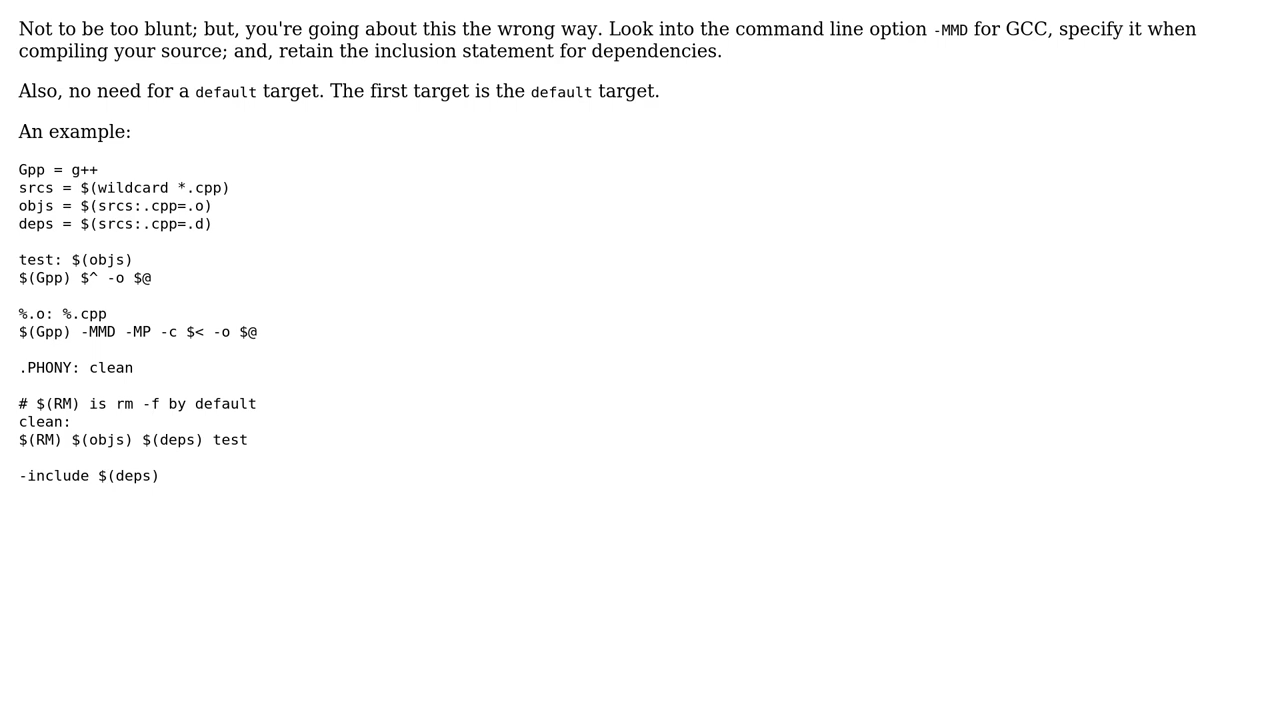 Not to be too blunt; but, you're going about this the wrong way. Look into the command line option -MMD for GCC, specify it when
compiling your source; and, retain the inclusion statement for dependencies.
Also, no need for a default target. The first target is the default target.
An example:
Gpp = g++
srcs = $(wildcard *.cpp)
objs = $(srcs:.cpp=.o)
deps = $(srcs:.cpp=.d)
test: $(objs)
$(Gpp) $^ -o $@
%.o: %.cpp
$(Gpp) -MMD -MP -c $< -o $@
.PHONY: clean
# $(RM) is rm -f by default
clean:
$(RM) $(objs) $(deps) test
-include $(deps)